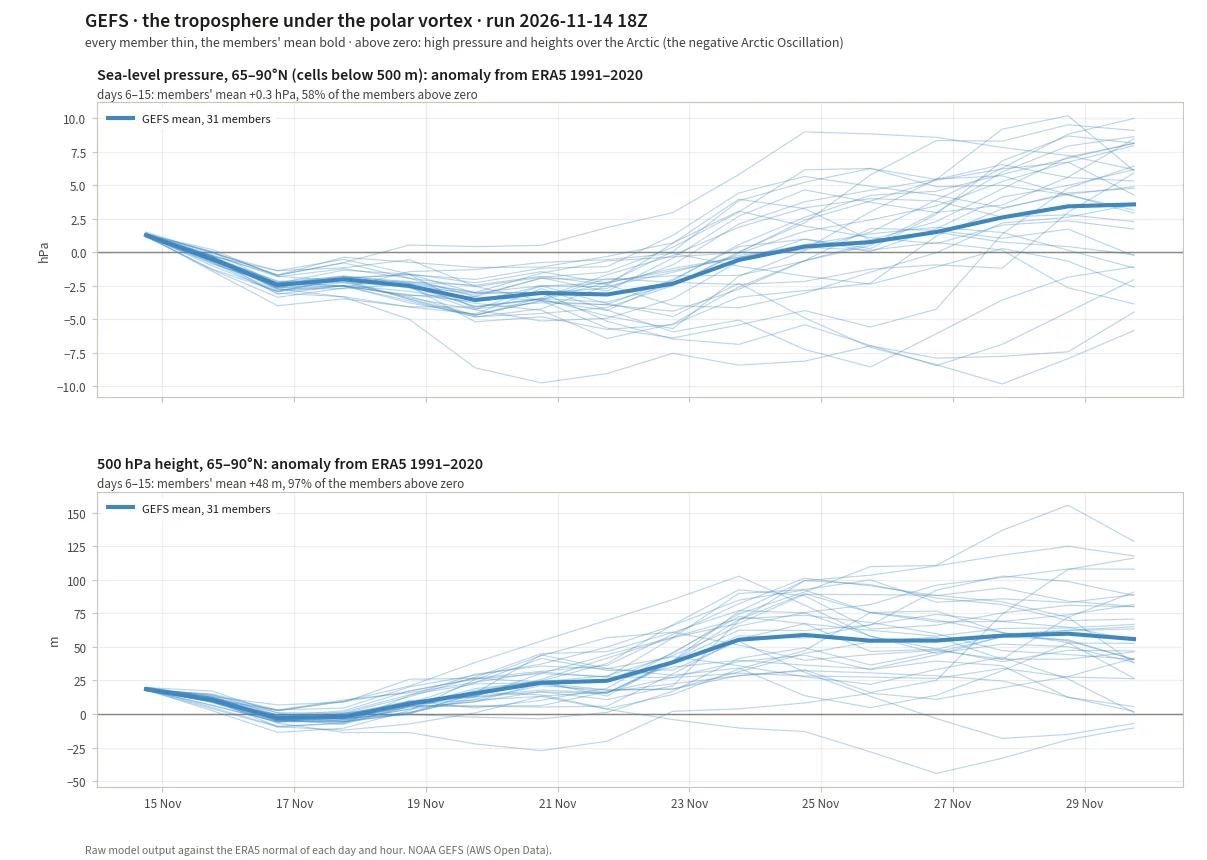 GEFS · the troposphere under the polar vortex · run 2026-11-14 18Z
every member thin, the members' mean bold · above zero: high pressure and heights over the Arctic (the negative Arctic Oscillation)
Sea-level pressure, 65–90°N (cells below 500 m): anomaly from ERA5 1991–2020
days 6–15: members' mean +0.3 hPa, 58% of the members above zero
GEFS mean, 31 members
10.0
7.5
5.0
2.5
0.0
−2.5
−5.0
−7.5
−10.0
hPa
500 hPa height, 65–90°N: anomaly from ERA5 1991–2020
days 6–15: members' mean +48 m, 97% of the members above zero
GEFS mean, 31 members
150
125
100
75
50
25
0
−25
−50
m
15 Nov 17 Nov 19 Nov 21 Nov 23 Nov 25 Nov 27 Nov 29 Nov
Raw model output against the ERA5 normal of each day and hour. NOAA GEFS (AWS Open Data).